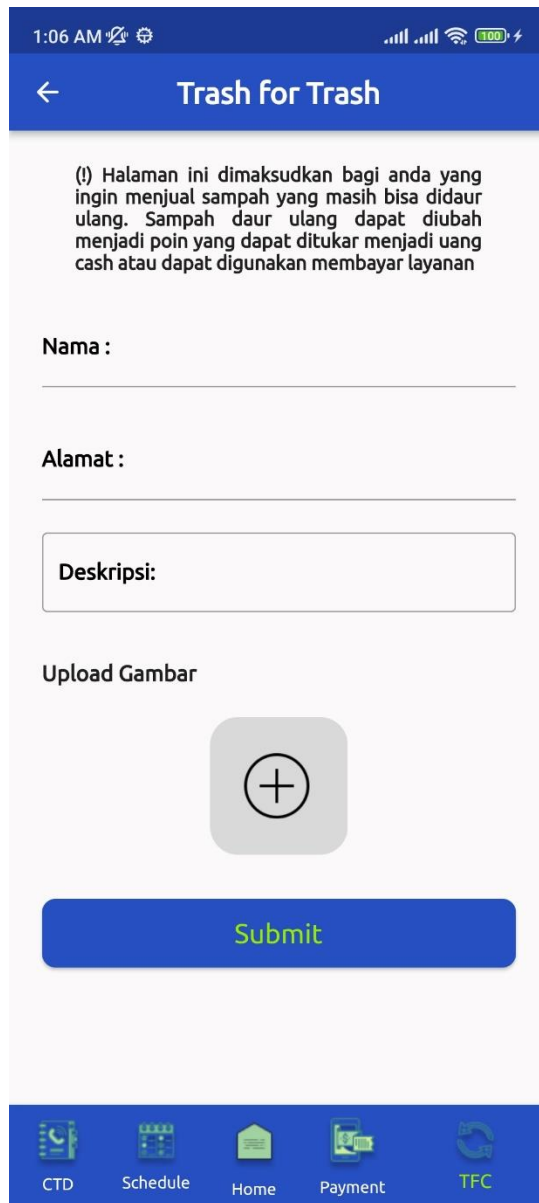 1:06 AM
100
Trash for Trash
(!) Halaman ini dimaksudkan bagi anda yang
ingin menjual sampah yang masih bisa didaur
ulang. Sampah daur ulang dapat diubah
menjadi poin yang dapat ditukar menjadi uang
cash atau dapat digunakan membayar layanan
Nama :
Alamat :
Deskripsi:
Upload Gambar
Submit
CTD Schedule Home Payment TFC